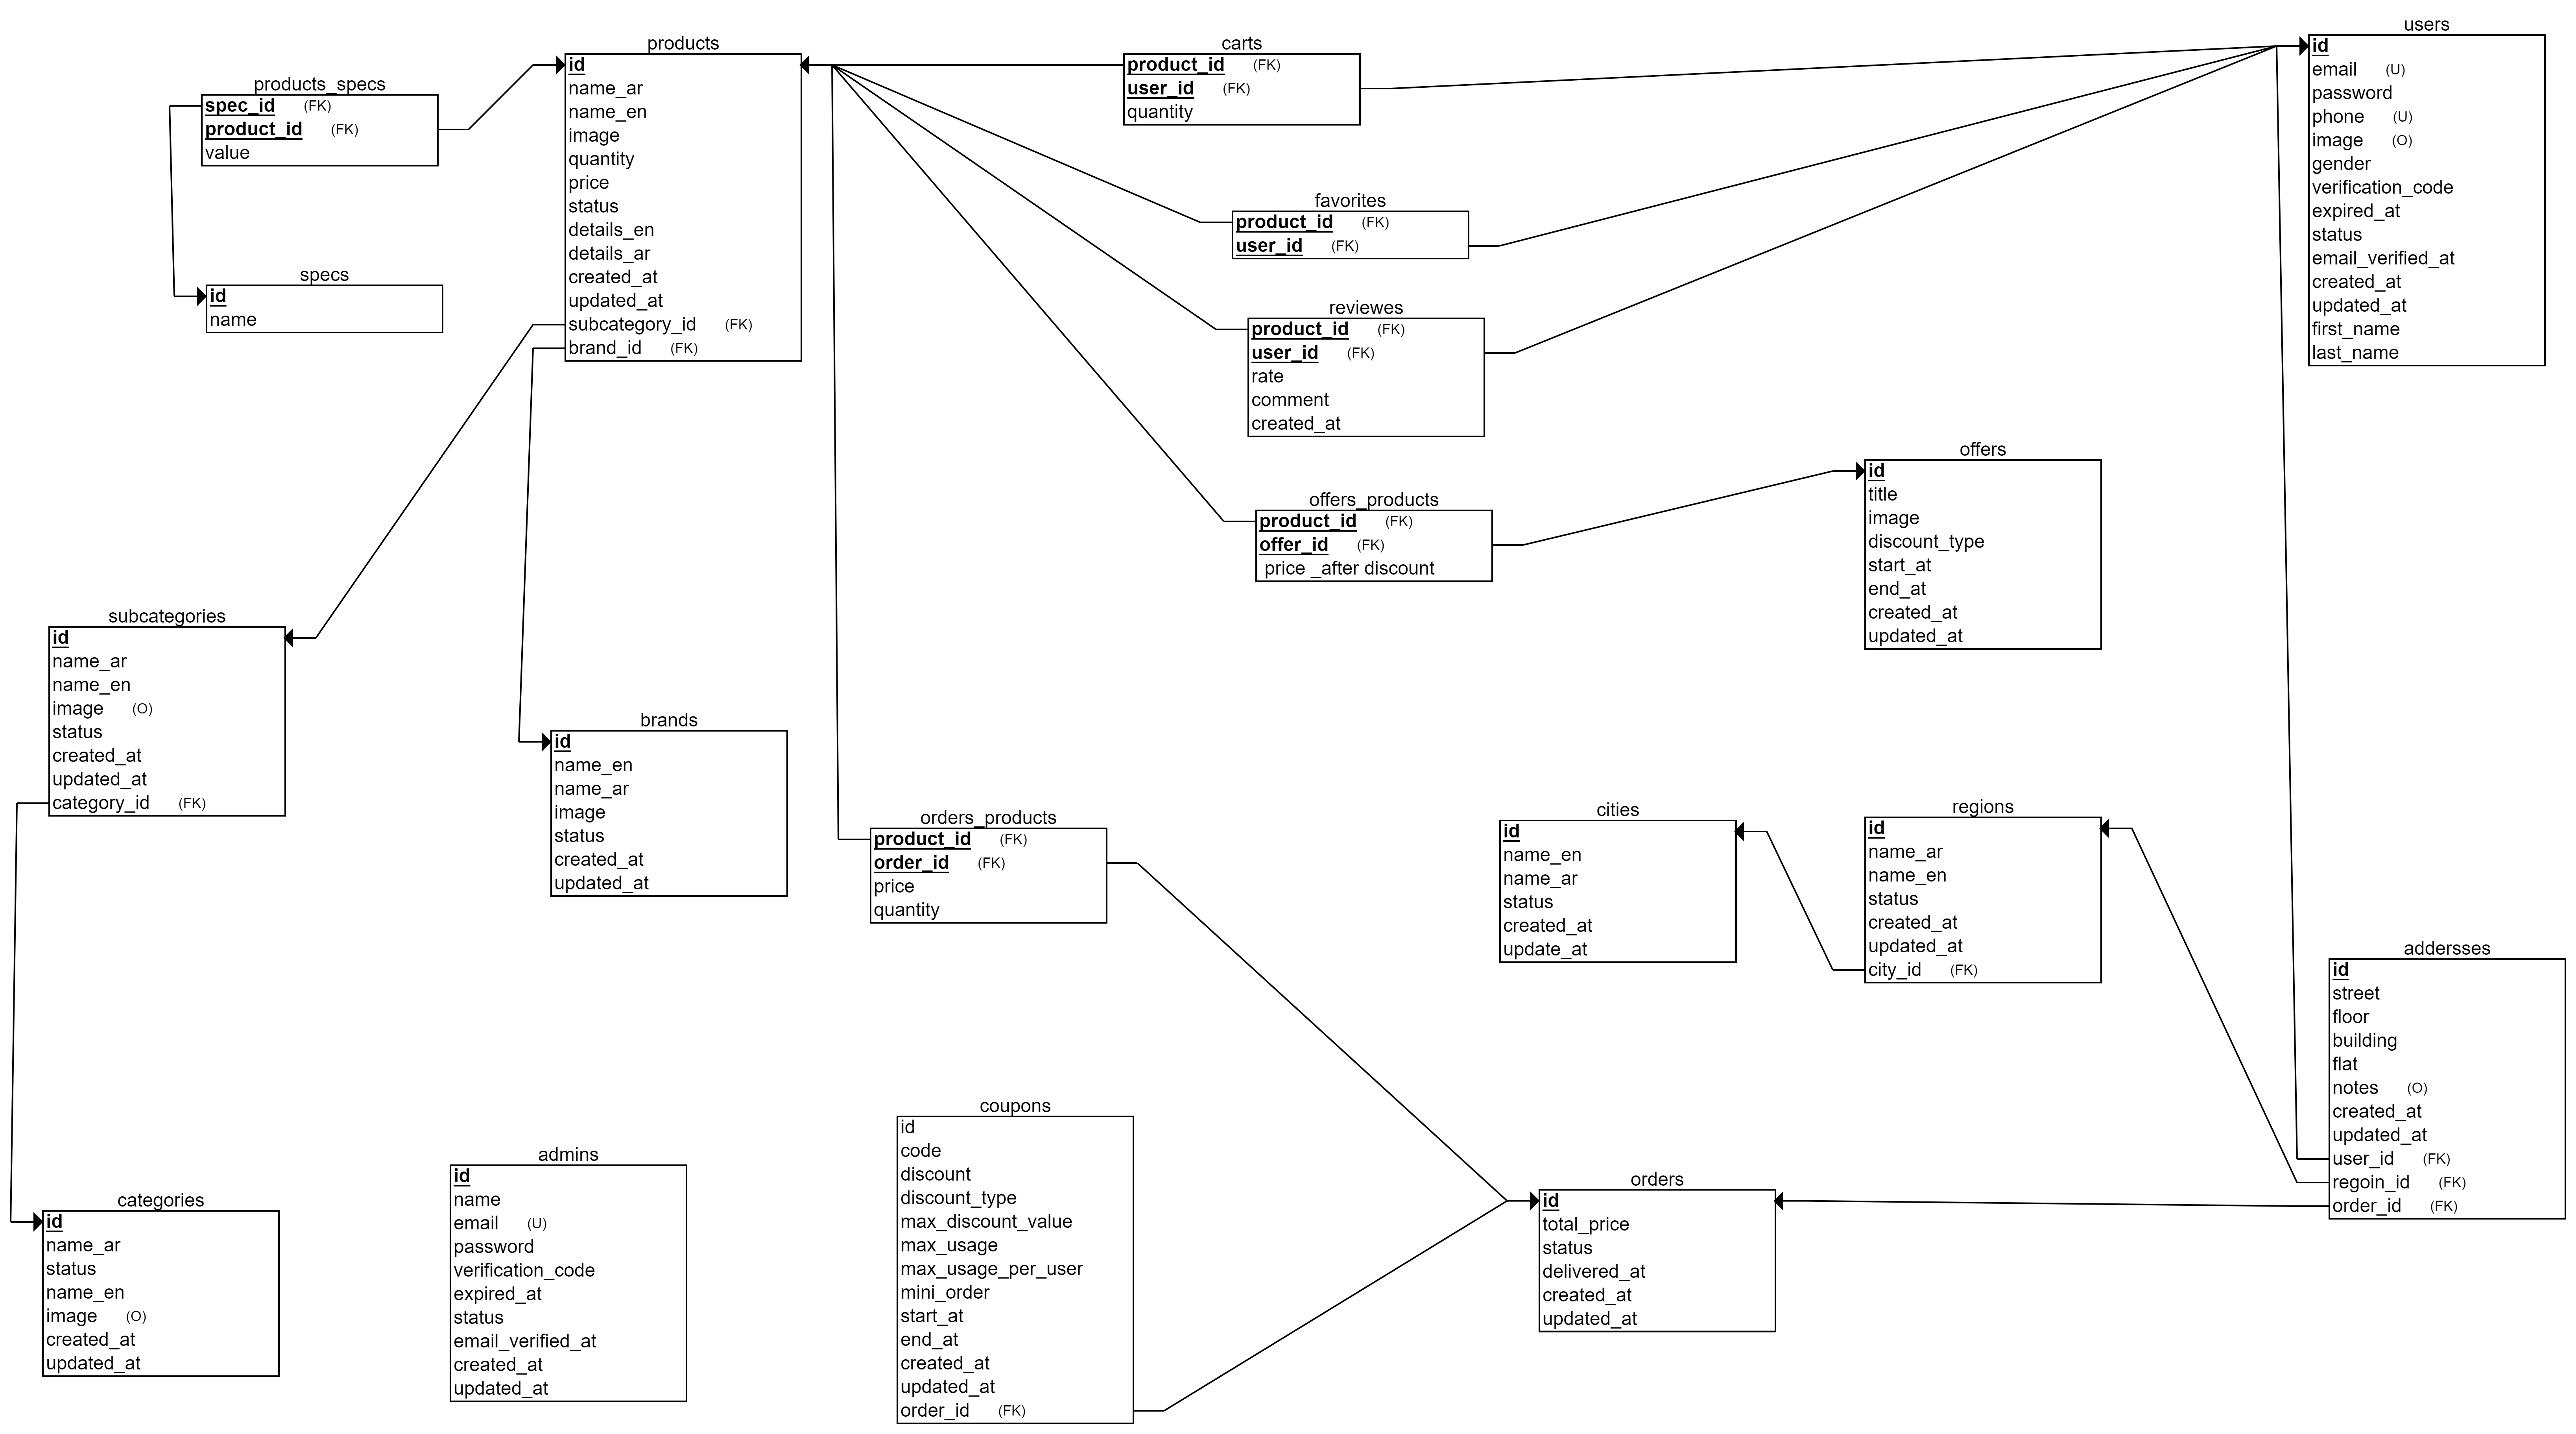 products_specs
spec_id (FK)
product_id (FK)
value
specs
id
name
products
id
name_ar
name_en
image
quantity
price
status
details_en
details_ar
created_at
updated_at
subcategory_id (FK)
brand_id (FK)
carts
product_id (FK)
user_id (FK)
quantity
favorites
product_id (FK)
user_id (FK)
reviewes
product_id (FK)
user_id (FK)
rate
comment
created_at
offers_products
product_id (FK)
offer_id (FK)
price _after discount
users
id
email (U)
password
phone (U)
image (O)
gender
verification_code
expired_at
status
email_verified_at
created_at
updated_at
first_name
last_name
offers
id
title
image
discount_type
start_at
end_at
created_at
updated_at
subcategories
id
name_ar
name_en
image (O)
status
created_at
updated_at
category_id (FK)
brands
id
name_en
name_ar
image
status
created_at
updated_at
orders_products
product_id (FK)
order_id (FK)
price
quantity
cities
id
name_en
name_ar
status
created_at
update_at
regions
id
name_ar
name_en
status
created_at
updated_at
city_id (FK)
addersses
id
street
floor
building
flat
notes (O)
created_at
updated_at
user_id (FK)
regoin_id (FK)
order_id (FK)
categories
id
name_ar
status
name_en
image (O)
created_at
updated_at
admins
id
name
email (U)
password
verification_code
expired_at
status
email_verified_at
created_at
updated_at
coupons
id
code
discount
discount_type
max_discount_value
max_usage
max_usage_per_user
mini_order
start_at
end_at
created_at
updated_at
order_id (FK)
orders
id
total_price
status
delivered_at
created_at
updated_at